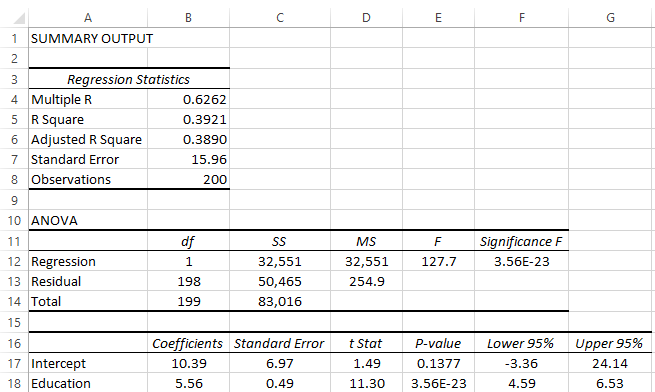 A B C D E F G
1 SUMMARY OUTPUT
2
3 Regression Statistics
4 Multiple R 0.6262
5 R Square 0.3921
6 Adjusted R Square 0.3890
7 Standard Error 15.96
8 Observations 200
9
10 ANOVA
11 df SS MS F Significance F
12 Regression 1 32,551 32,551 127.7 3.56E-23
13 Residual 198 50,465 254.9
14 Total 199 83,016
15
16 Coefficients Standard Error t Stat P-value Lower 95% Upper 95%
17 Intercept 10.39 6.97 1.49 0.1377 -3.36 24.14
18 Education 5.56 0.49 11.30 3.56E-23 4.59 6.53